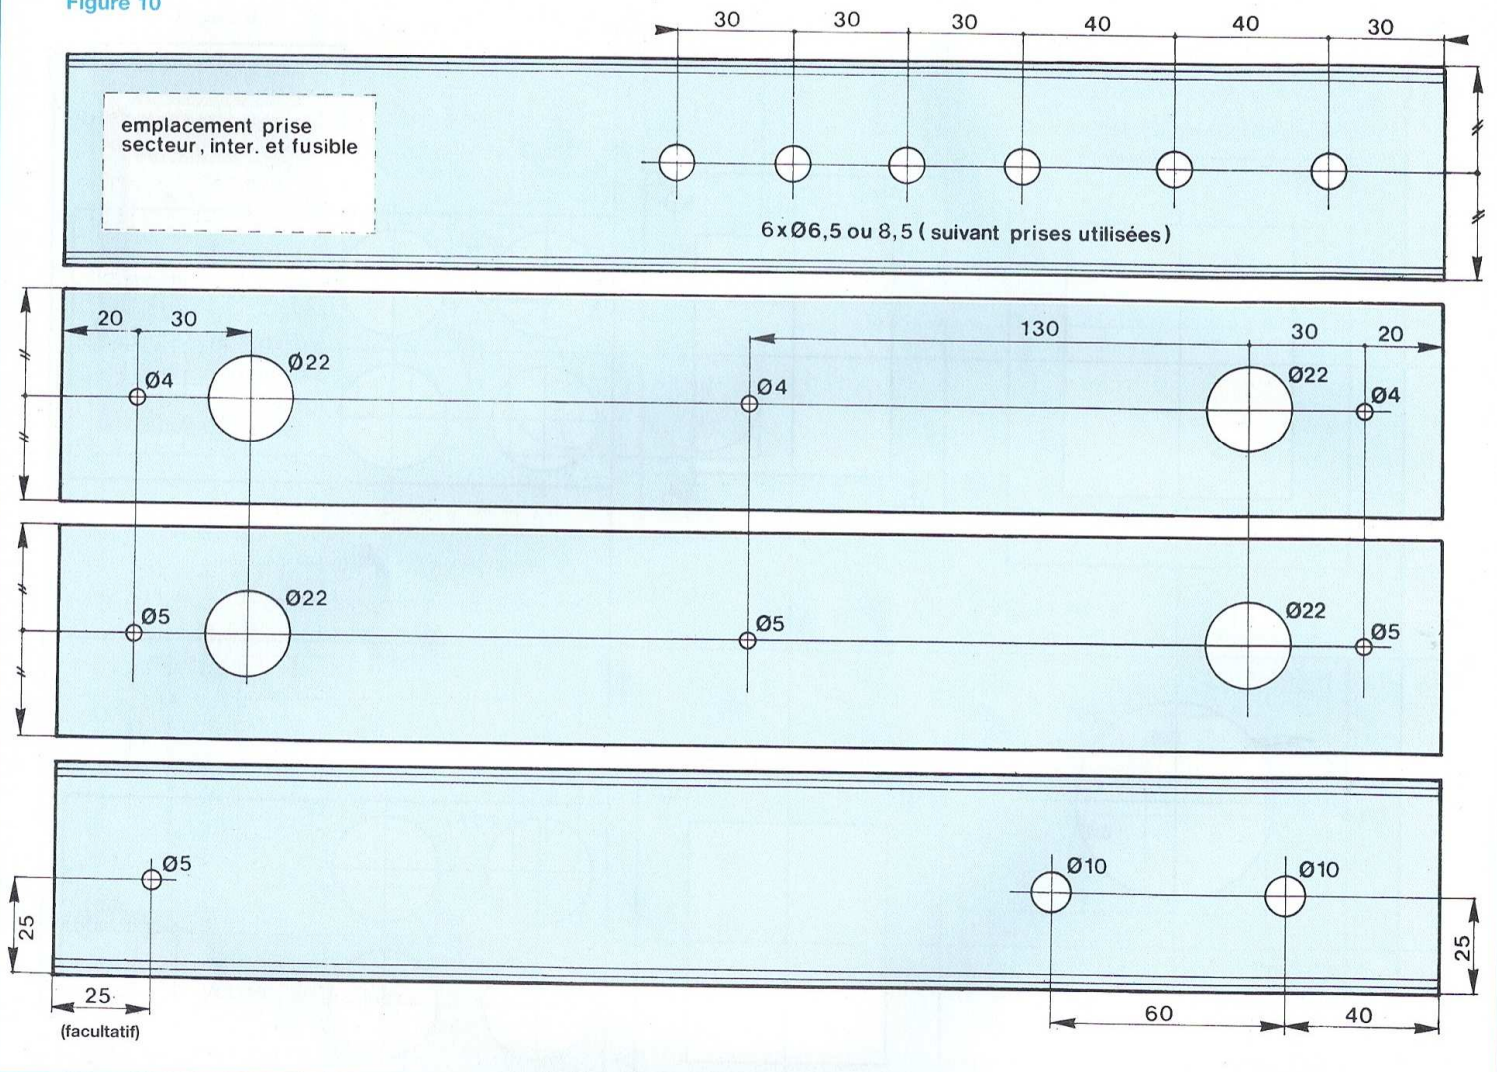 Figure 10
30 30 30 40 40 30
emplacement prise
secteur, inter. et fusible
6xØ6,5 ou 8,5 ( suivant prises utilisées )
20 30 130 30 20
Ø22 Ø22
Ø4 Ø4 Ø4
Ø22 Ø22
Ø5 Ø5 Ø5
Ø5 Ø10 Ø10
25 25
25 60 40
(facultatif)